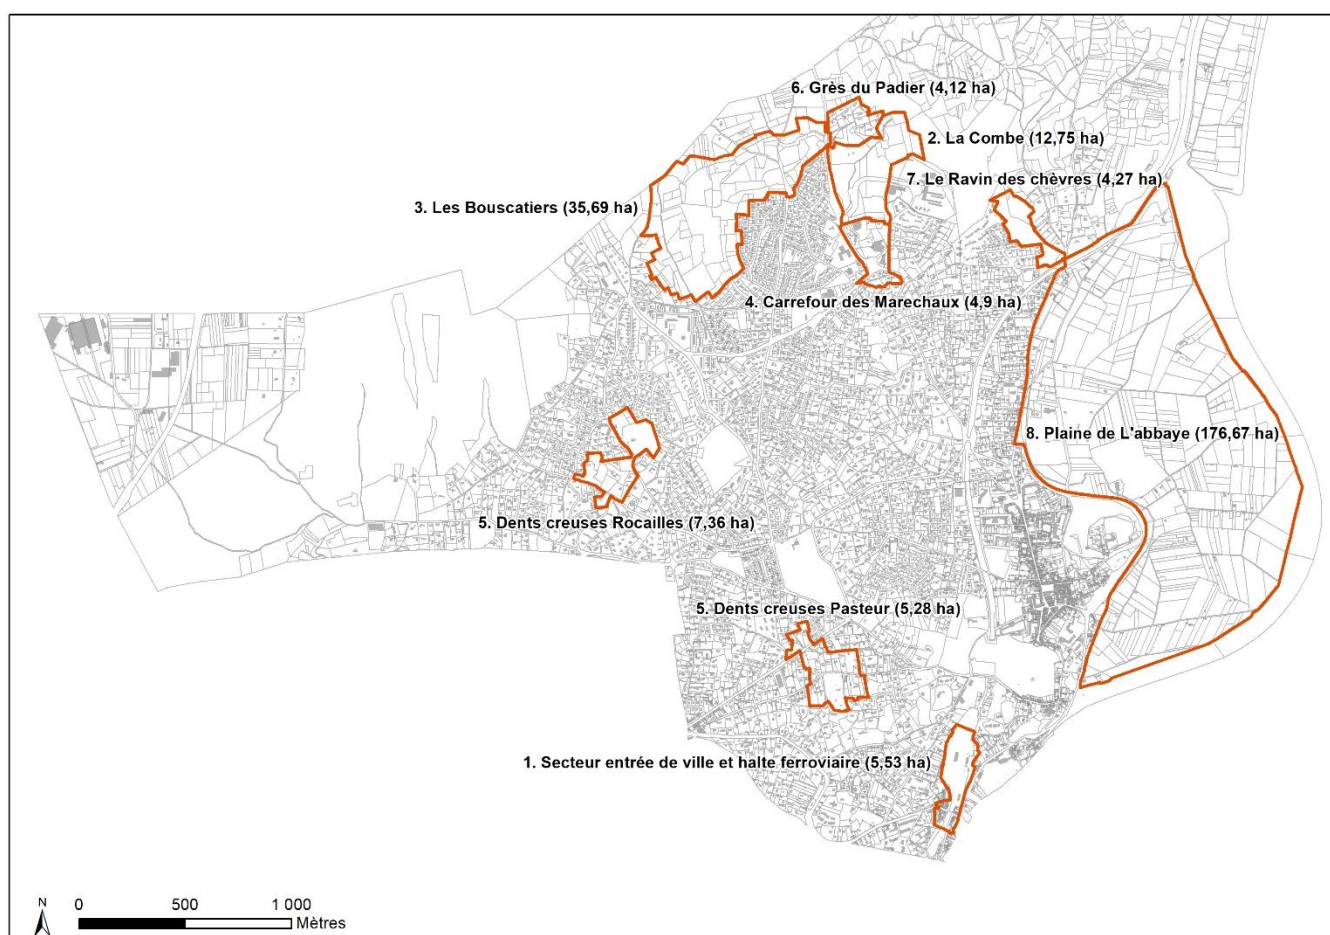 6. Grès du Padier (4,12 ha)
2. La Combe (12,75 ha)
7. Le Ravin des chèvres (4,27 ha)
3. Les Bouscatiers (35,69 ha)
4. Carrefour des Marechaux (4,9 ha)
8. Plaine de L'abbaye (176,67 ha)
5. Dents creuses Rocailles (7,36 ha)
5. Dents creuses Pasteur (5,28 ha)
1. Secteur entrée de ville et halte ferroviaire (5,53 ha)
N
0 500 1 000
Mètres